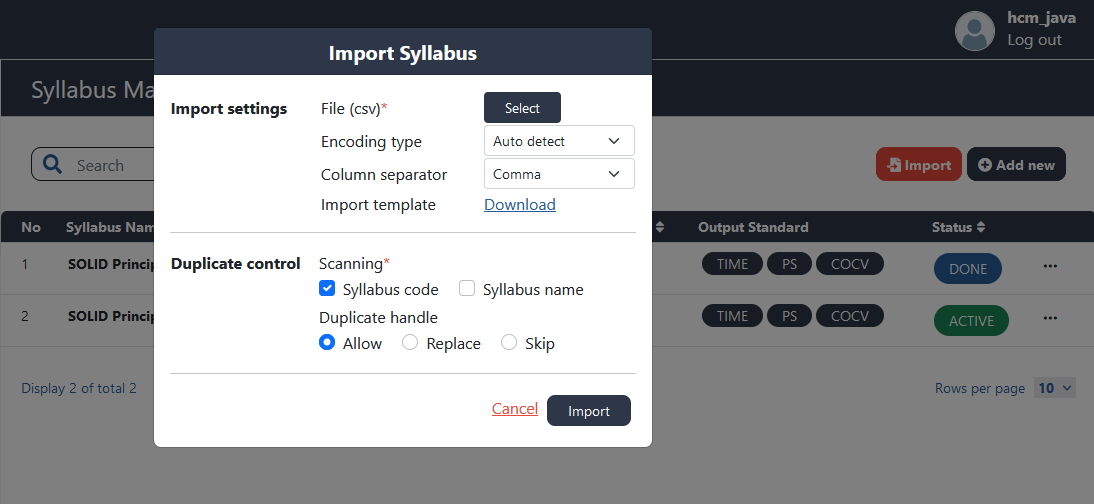 hcm_java
Log out
Import Syllabus
Syllabus Ma
Import settings
File (csv)*
Select
Encoding type
Auto detect
Column separator
Comma
Import template
Download
Search
Import
Add new
No
Syllabus Nam
Output Standard
Status
1
SOLID Princip
TIME
PS
COCV
DONE
...
2
SOLID Princip
TIME
PS
COCV
ACTIVE
...
Duplicate control
Scanning*
Syllabus code
Syllabus name
Duplicate handle
Allow
Replace
Skip
Display 2 of total 2
Rows per page
10
Cancel
Import